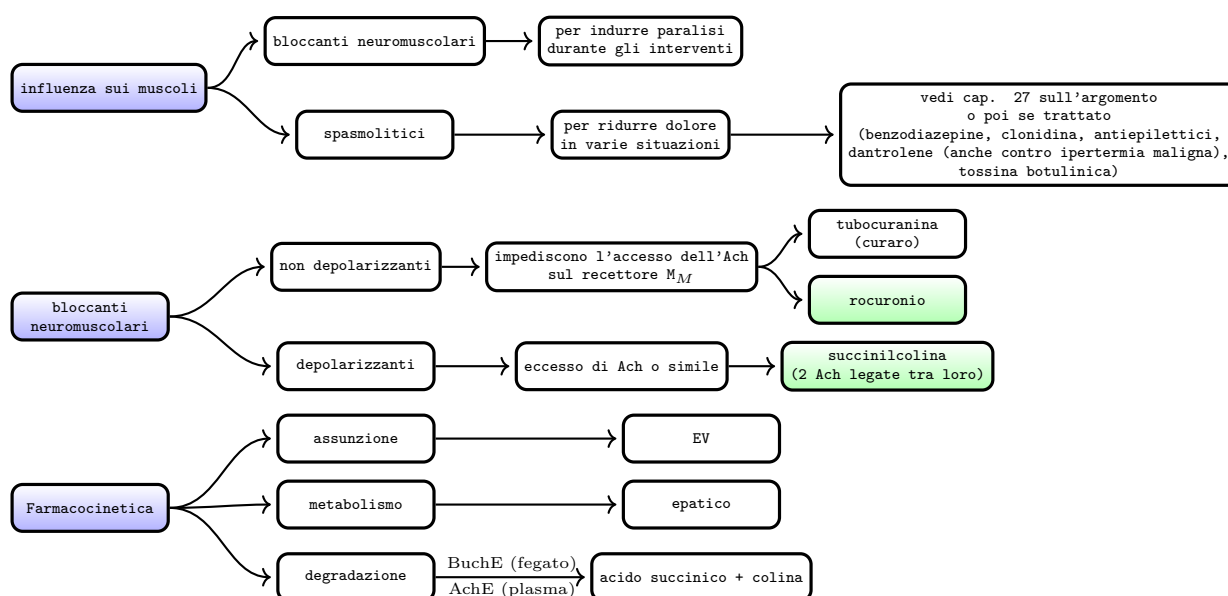 influenza sui muscoli
bloccanti neuromuscolari
per indurre paralisi
durante gli interventi
spasmolitici
per ridurre dolore
in varie situazioni
vedi cap. 27 sull'argomento
o poi se trattato
(benzodiazepine, clonidina, antiepilettici,
dantrolene (anche contro ipertermia maligna),
tossina botulinica)
bloccanti
neuromuscolari
non depolarizzanti
impediscono l'accesso dell'Ach
sul recettore M_M
tubocuranina
(curaro)
rocuronio
depolarizzanti
eccesso di Ach o simile
succinilcolina
(2 Ach legate tra loro)
Farmacocinetica
assunzione
EV
metabolismo
epatico
degradazione
BuchE (fegato)
AchE (plasma)
acido succinico + colina